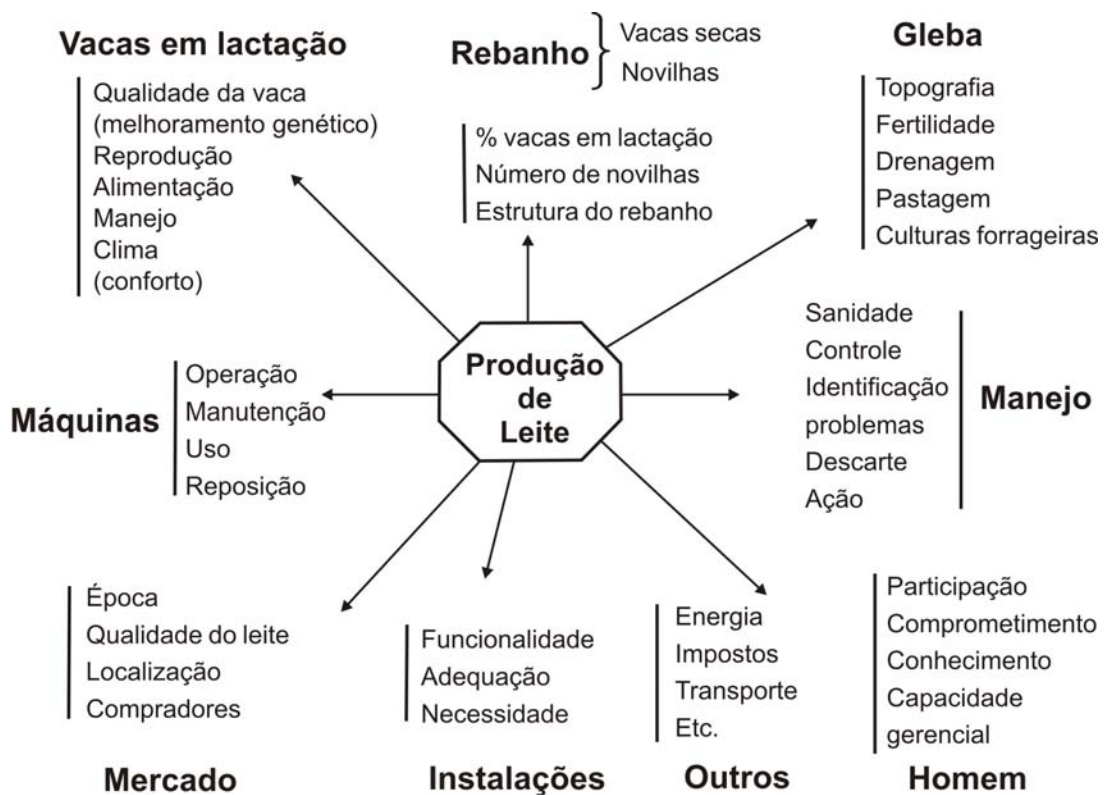 Vacas em lactação
Qualidade da vaca
(melhoramento genético)
Reprodução
Alimentação
Manejo
Clima
(conforto)
Rebanho
Vacas secas
Novilhas
% vacas em lactação
Número de novilhas
Estrutura do rebanho
Gleba
Topografia
Fertilidade
Drenagem
Pastagem
Culturas forrageiras
Máquinas
Operação
Manutenção
Uso
Reposição
Produção
de
Leite
Sanidade
Controle
Identificação
problemas
Descarte
Ação
Manejo
Época
Qualidade do leite
Localização
Compradores
Mercado
Funcionalidade
Adequação
Necessidade
Instalações
Energia
Impostos
Transporte
Etc.
Outros
Participação
Comprometimento
Conhecimento
Capacidade
gerencial
Homem